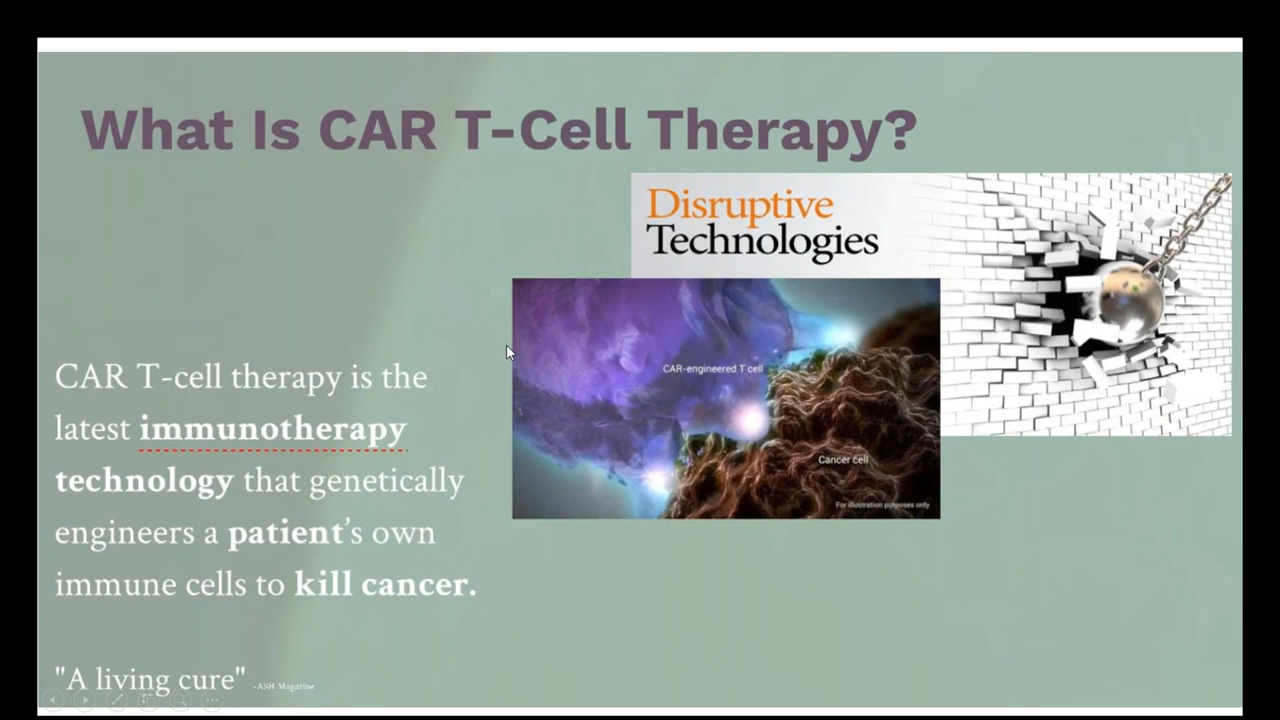 What Is CAR T-Cell Therapy?
Disruptive
Technologies
CAR-engineered T cell
Cancer cell
For illustration purposes only
CAR T-cell therapy is the
latest immunotherapy
technology that genetically
engineers a patient's own
immune cells to kill cancer.
"A living cure" -ASH Magazine